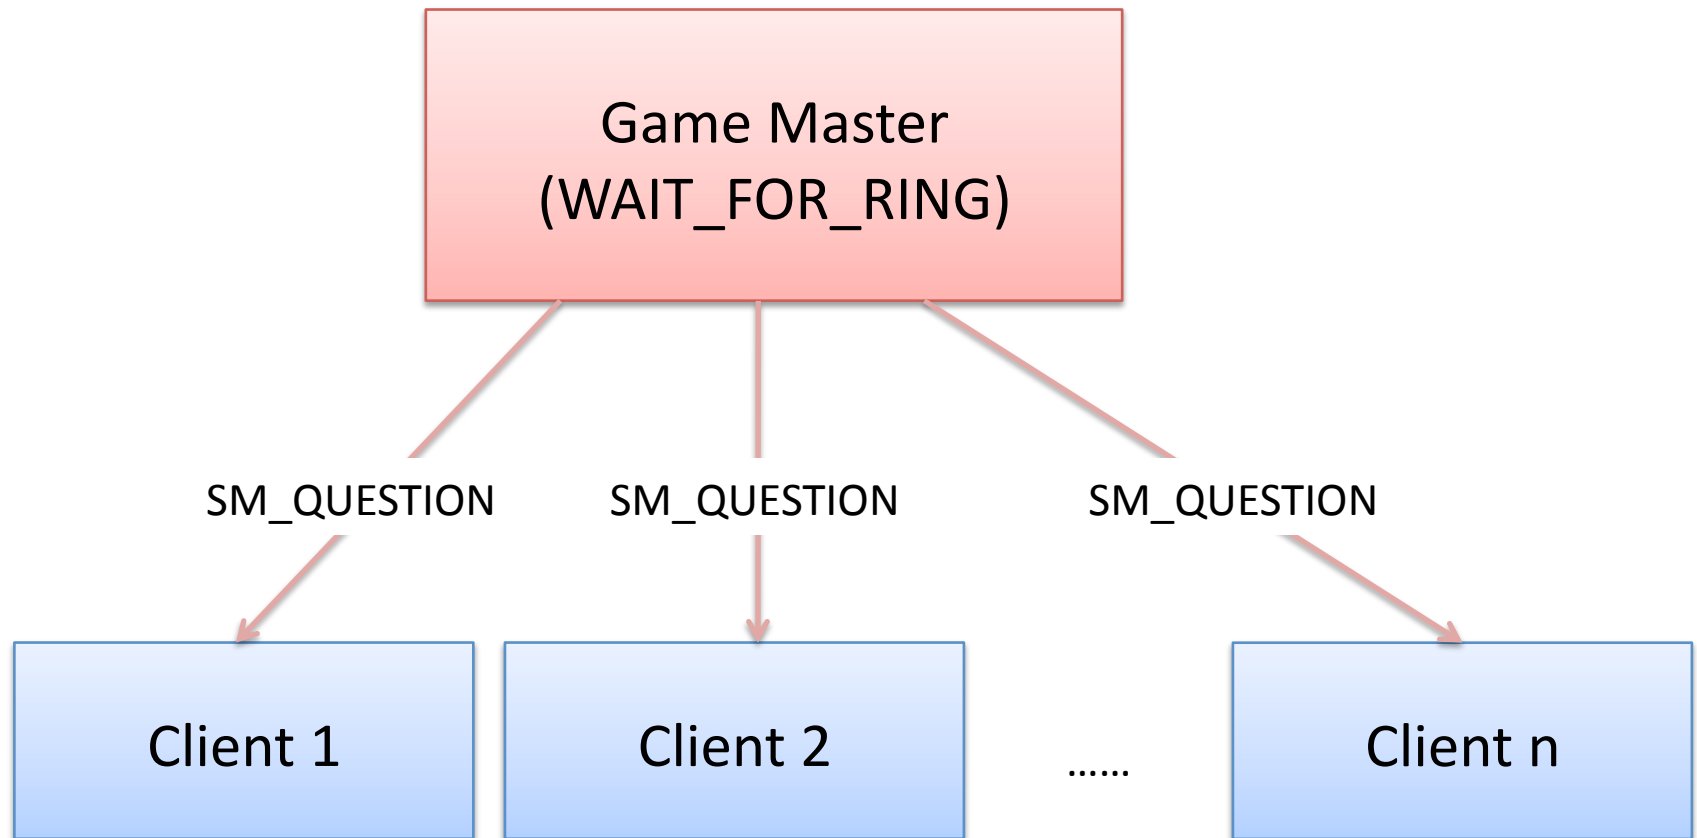 Game Master
(WAIT_FOR_RING)
SM_QUESTION
SM_QUESTION
SM_QUESTION
Client 1
Client 2
......
Client n